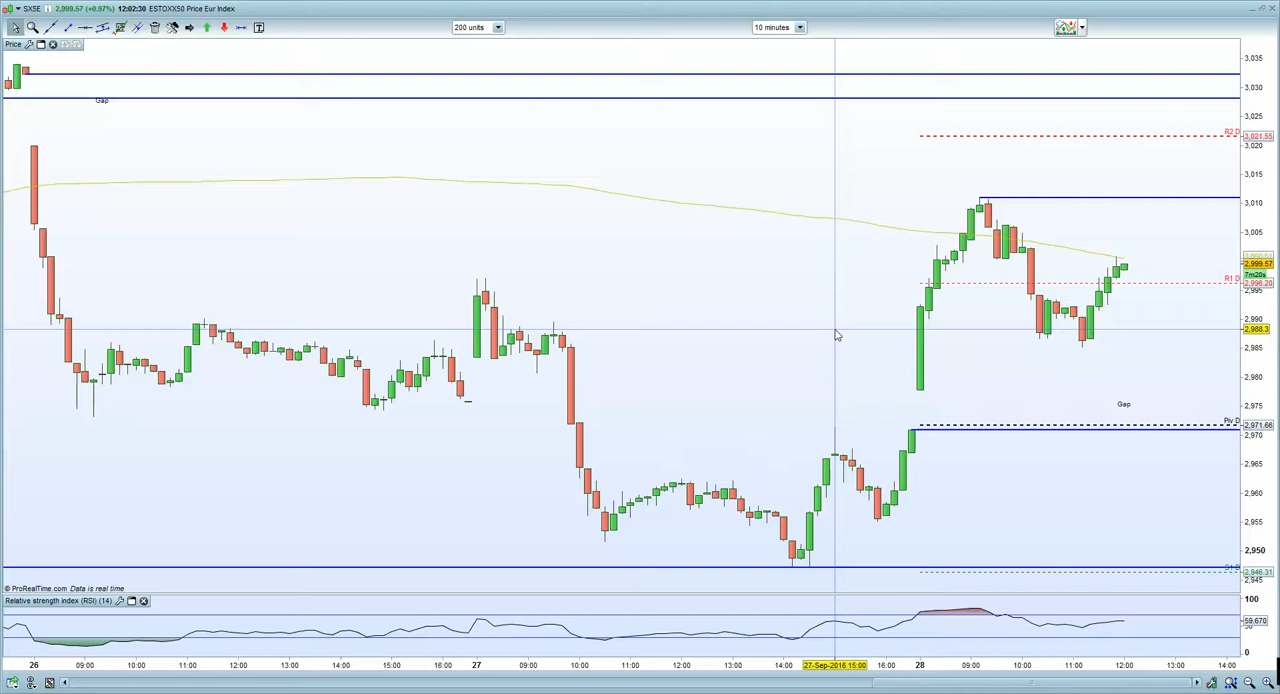 SX5E 2,999.57 (+0.97%) 12:02:30 ESTOXX50 Price Eur Index
200 units
10 minutes
Price
3,035
3,030
Gap
3,025
R2 D 3,021.55
3,020
3,015
3,010
3,005
2,999.57
7m20s
R1 D 2,996.20
2,995
2,990
2,988.3
2,985
2,980
2,975
Gap
Piv D 2,971.66
2,970
2,965
2,960
2,955
2,950
S1 D 2,946.31
2,945
© ProRealTime.com Data is real time
Relative strength index (RSI) (14)
100
59.670
0
26 09:00 10:00 11:00 12:00 13:00 14:00 15:00 16:00 27 09:00 10:00 11:00 12:00 13:00 14:00 27-Sep-2016 15:00 16:00 28 09:00 10:00 11:00 12:00 13:00 14:00